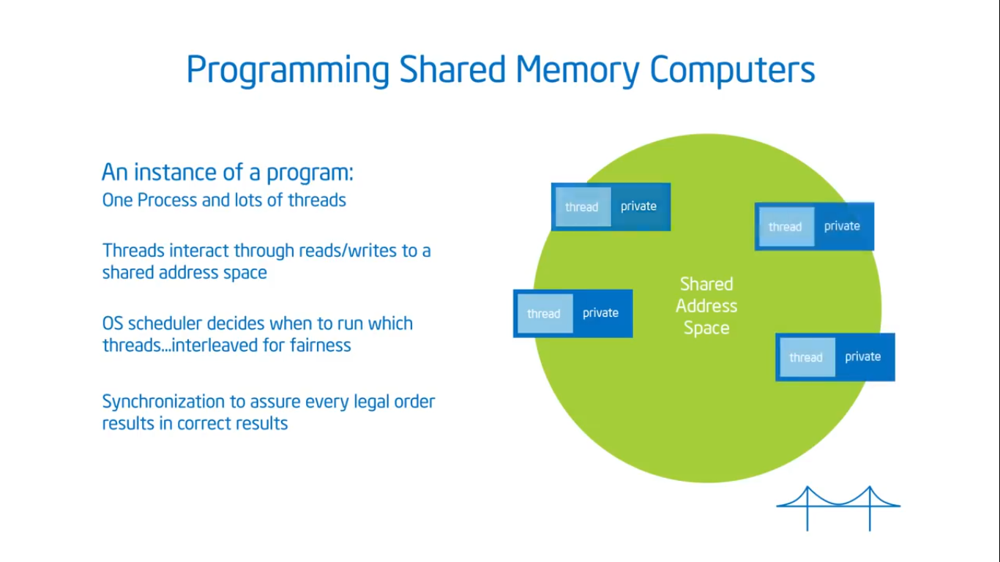 Programming Shared Memory Computers
An instance of a program:
One Process and lots of threads
Threads interact through reads/writes to a
shared address space
OS scheduler decides when to run which
threads...interleaved for fairness
Synchronization to assure every legal order
results in correct results
thread private
thread private
thread private
Shared
Address
Space
thread private